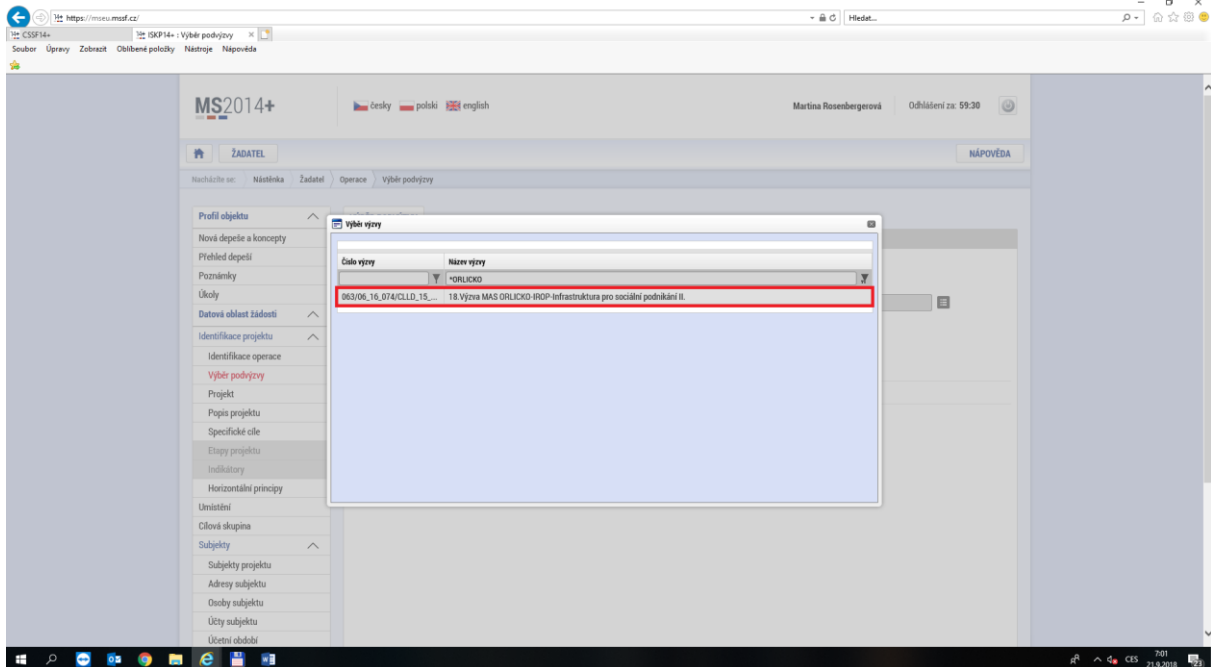 https://mseu.mssf.cz/
Hledat...
CSSF14+
ISKP14+ : Výběr podvýzvy
Soubor Úpravy Zobrazit Oblíbené položky Nástroje Nápověda
MS2014+
česky polski english
Martina Rosenbergerová
Odhlášení za: 59:30
ŽADATEL
NÁPOVĚDA
Nacházíte se: Nástěnka Žadatel Operace Výběr podvýzvy
Profil objektu
Nová depeše a koncepty
Přehled depeší
Poznámky
Úkoly
Datová oblast žádosti
Identifikace projektu
Identifikace operace
Výběr podvýzvy
Projekt
Popis projektu
Specifické cíle
Etapy projektu
Indikátory
Horizontální principy
Umístění
Cílová skupina
Subjekty
Subjekty projektu
Adresy subjektu
Osoby subjektu
Účty subjektu
Účetní období
Výběr výzvy
Číslo výzvy Název výzvy
*ORLICKO
063/06_16_074/CLLD_15_... 18.Výzva MAS ORLICKO-IROP-Infrastruktura pro sociální podnikání II.
CES
7:01
21.9.2018